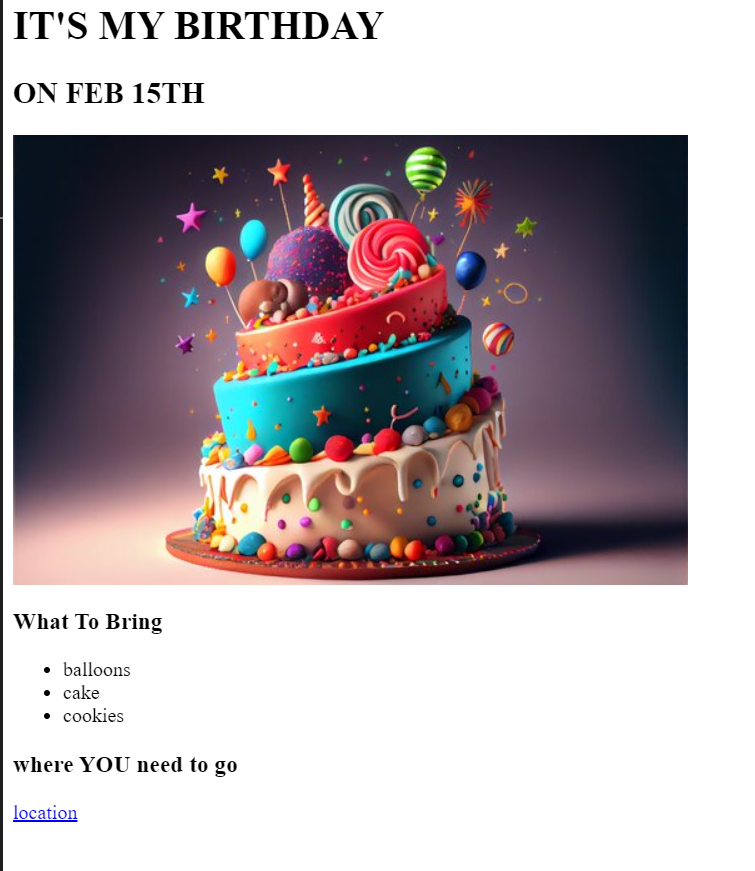 IT'S MY BIRTHDAY
ON FEB 15TH
What To Bring
balloons
cake
cookies
where YOU need to go
location